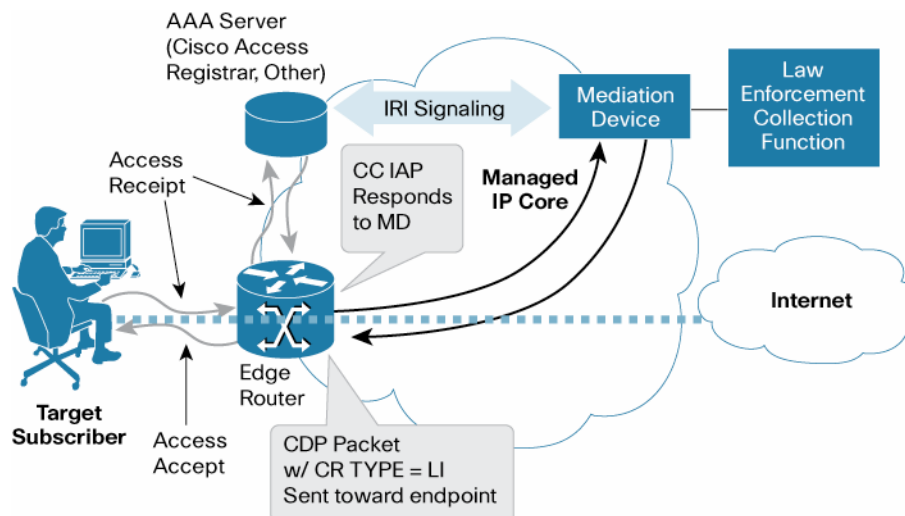 AAA Server
(Cisco Access
Registrar, Other)
IRI Signaling
Mediation
Device
Law
Enforcement
Collection
Function
Access
Receipt
CC IAP
Responds
to MD
Managed
IP Core
Internet
Edge
Router
Target
Subscriber
Access
Accept
CDP Packet
w/ CR TYPE = LI
Sent toward endpoint